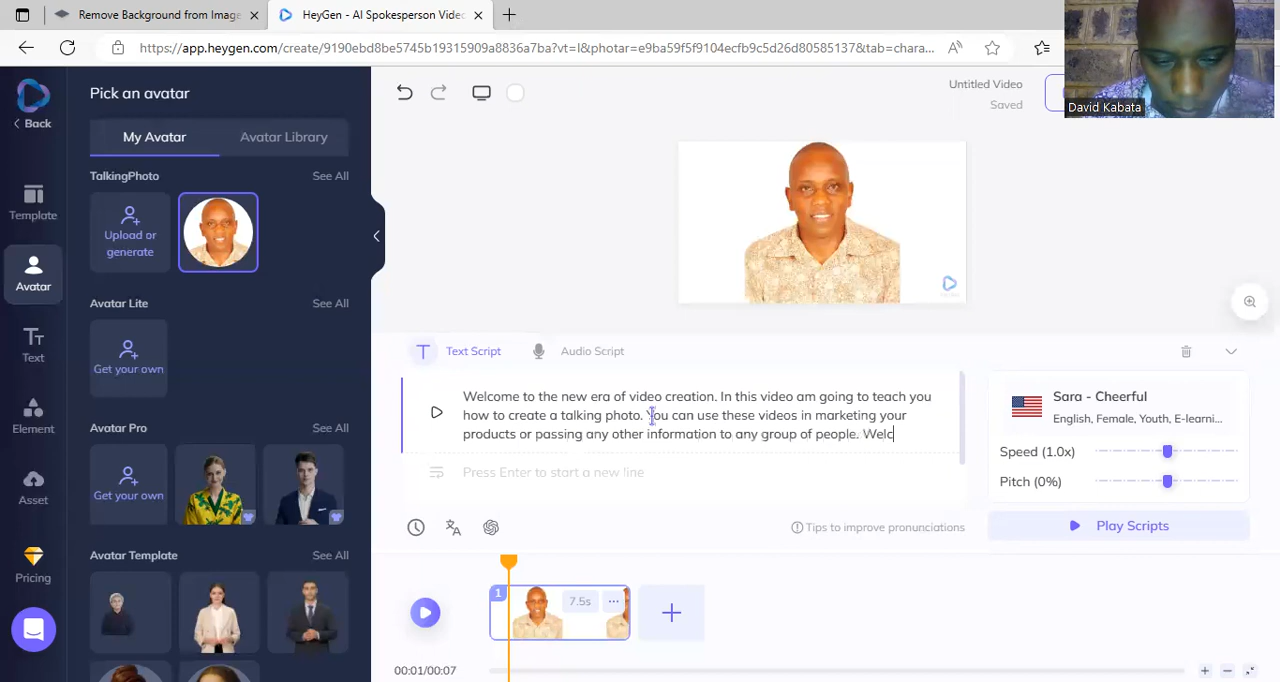 Remove Background from Image
HeyGen - AI Spokesperson Video
https://app.heygen.com/create/9190ebd8be5745b19315909a8836a7ba?vt=l&photar=e9ba59f5f9104ecfb9c5d26d80585137&tab=chara...
David Kabata
Back
Pick an avatar
Untitled Video
Saved
My Avatar
Avatar Library
TalkingPhoto
See All
Upload or
generate
Template
Avatar
Text
Element
Asset
Pricing
Avatar Lite
See All
Get your own
Avatar Pro
See All
Get your own
Avatar Template
See All
Text Script
Audio Script
Welcome to the new era of video creation. In this video am going to teach you
how to create a talking photo. You can use these videos in marketing your
products or passing any other information to any group of people. Welc
Press Enter to start a new line
Sara - Cheerful
English, Female, Youth, E-learni...
Speed (1.0x)
Pitch (0%)
Tips to improve pronunciations
Play Scripts
1
7.5s
00:01/00:07